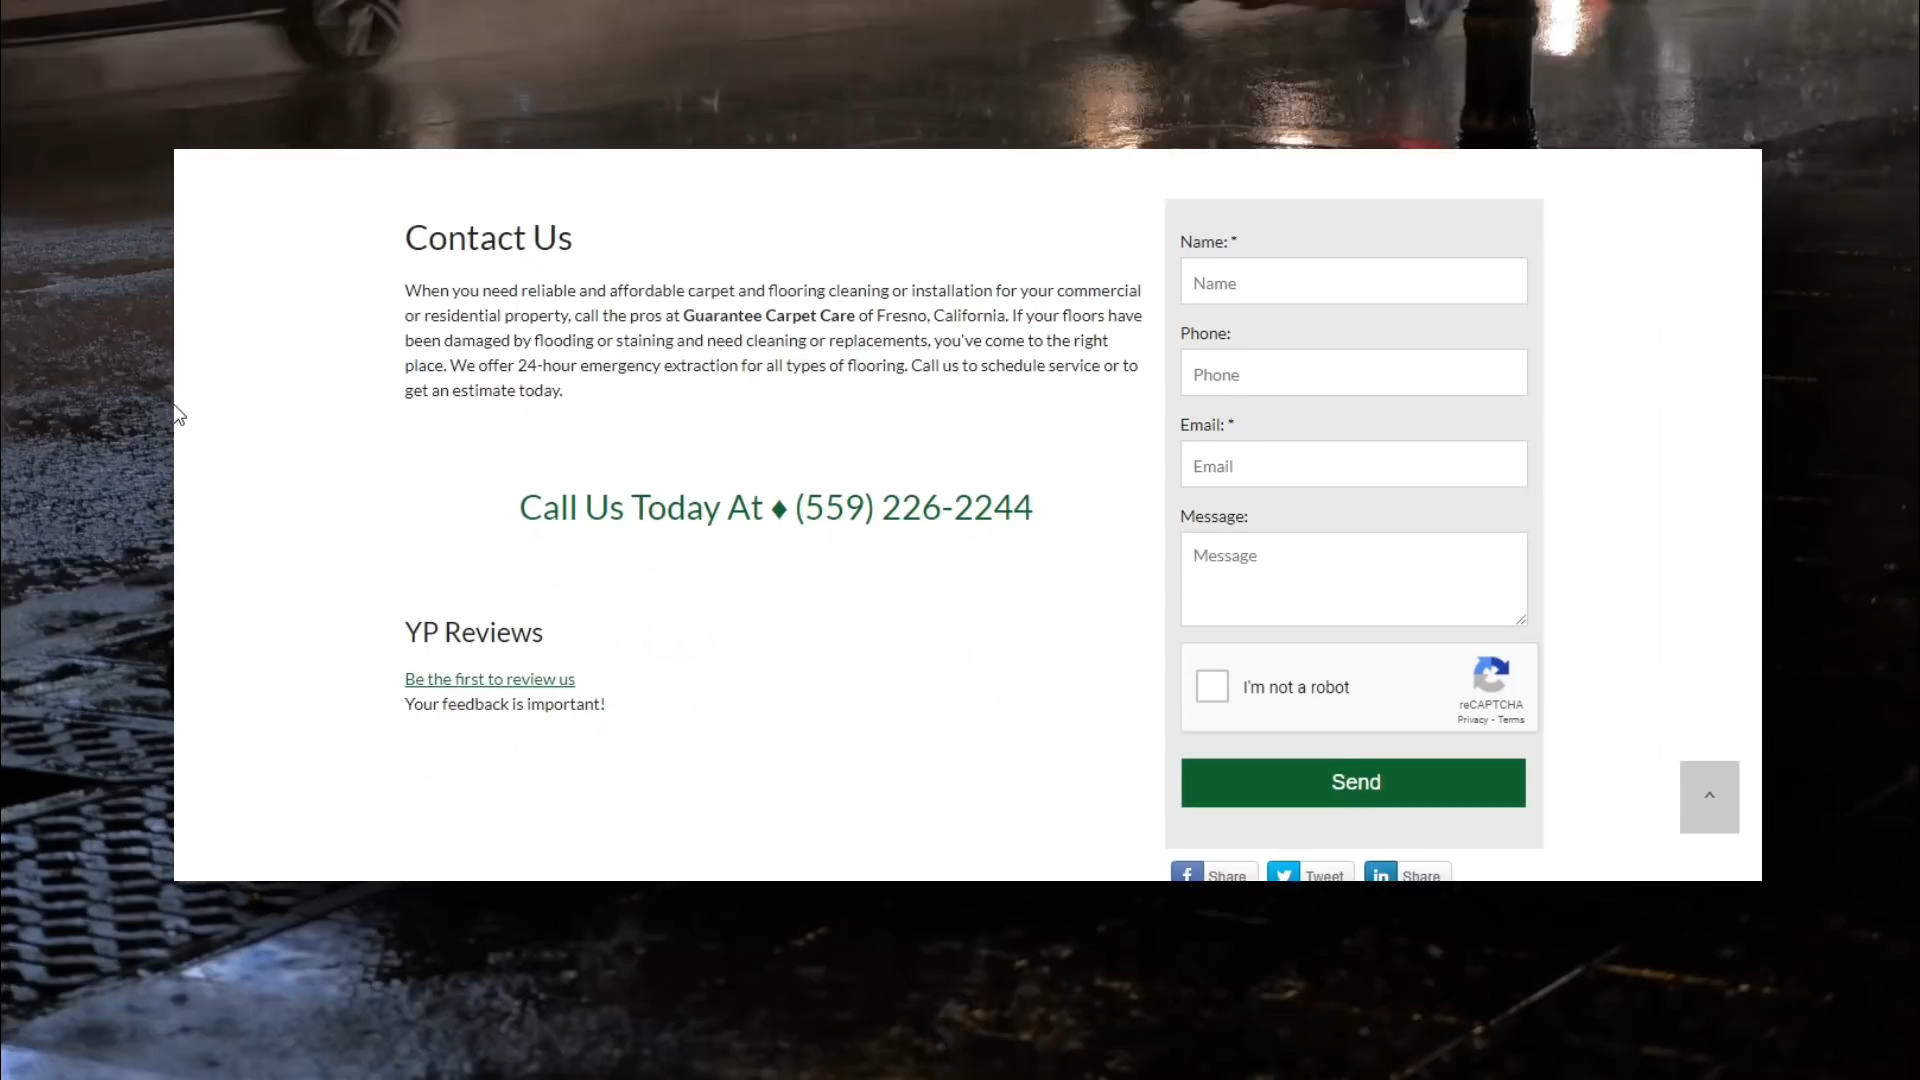 Contact Us
When you need reliable and affordable carpet and flooring cleaning or installation for your commercial
or residential property, call the pros at Guarantee Carpet Care of Fresno, California. If your floors have
been damaged by flooding or staining and need cleaning or replacements, you've come to the right
place. We offer 24-hour emergency extraction for all types of flooring. Call us to schedule service or to
get an estimate today.
Call Us Today At ♦ (559) 226-2244
YP Reviews
Be the first to review us
Your feedback is important!
Name: *
Name
Phone:
Phone
Email: *
Email
Message:
Message
I'm not a robot
reCAPTCHA
Privacy - Terms
Send
Share
Tweet
Share